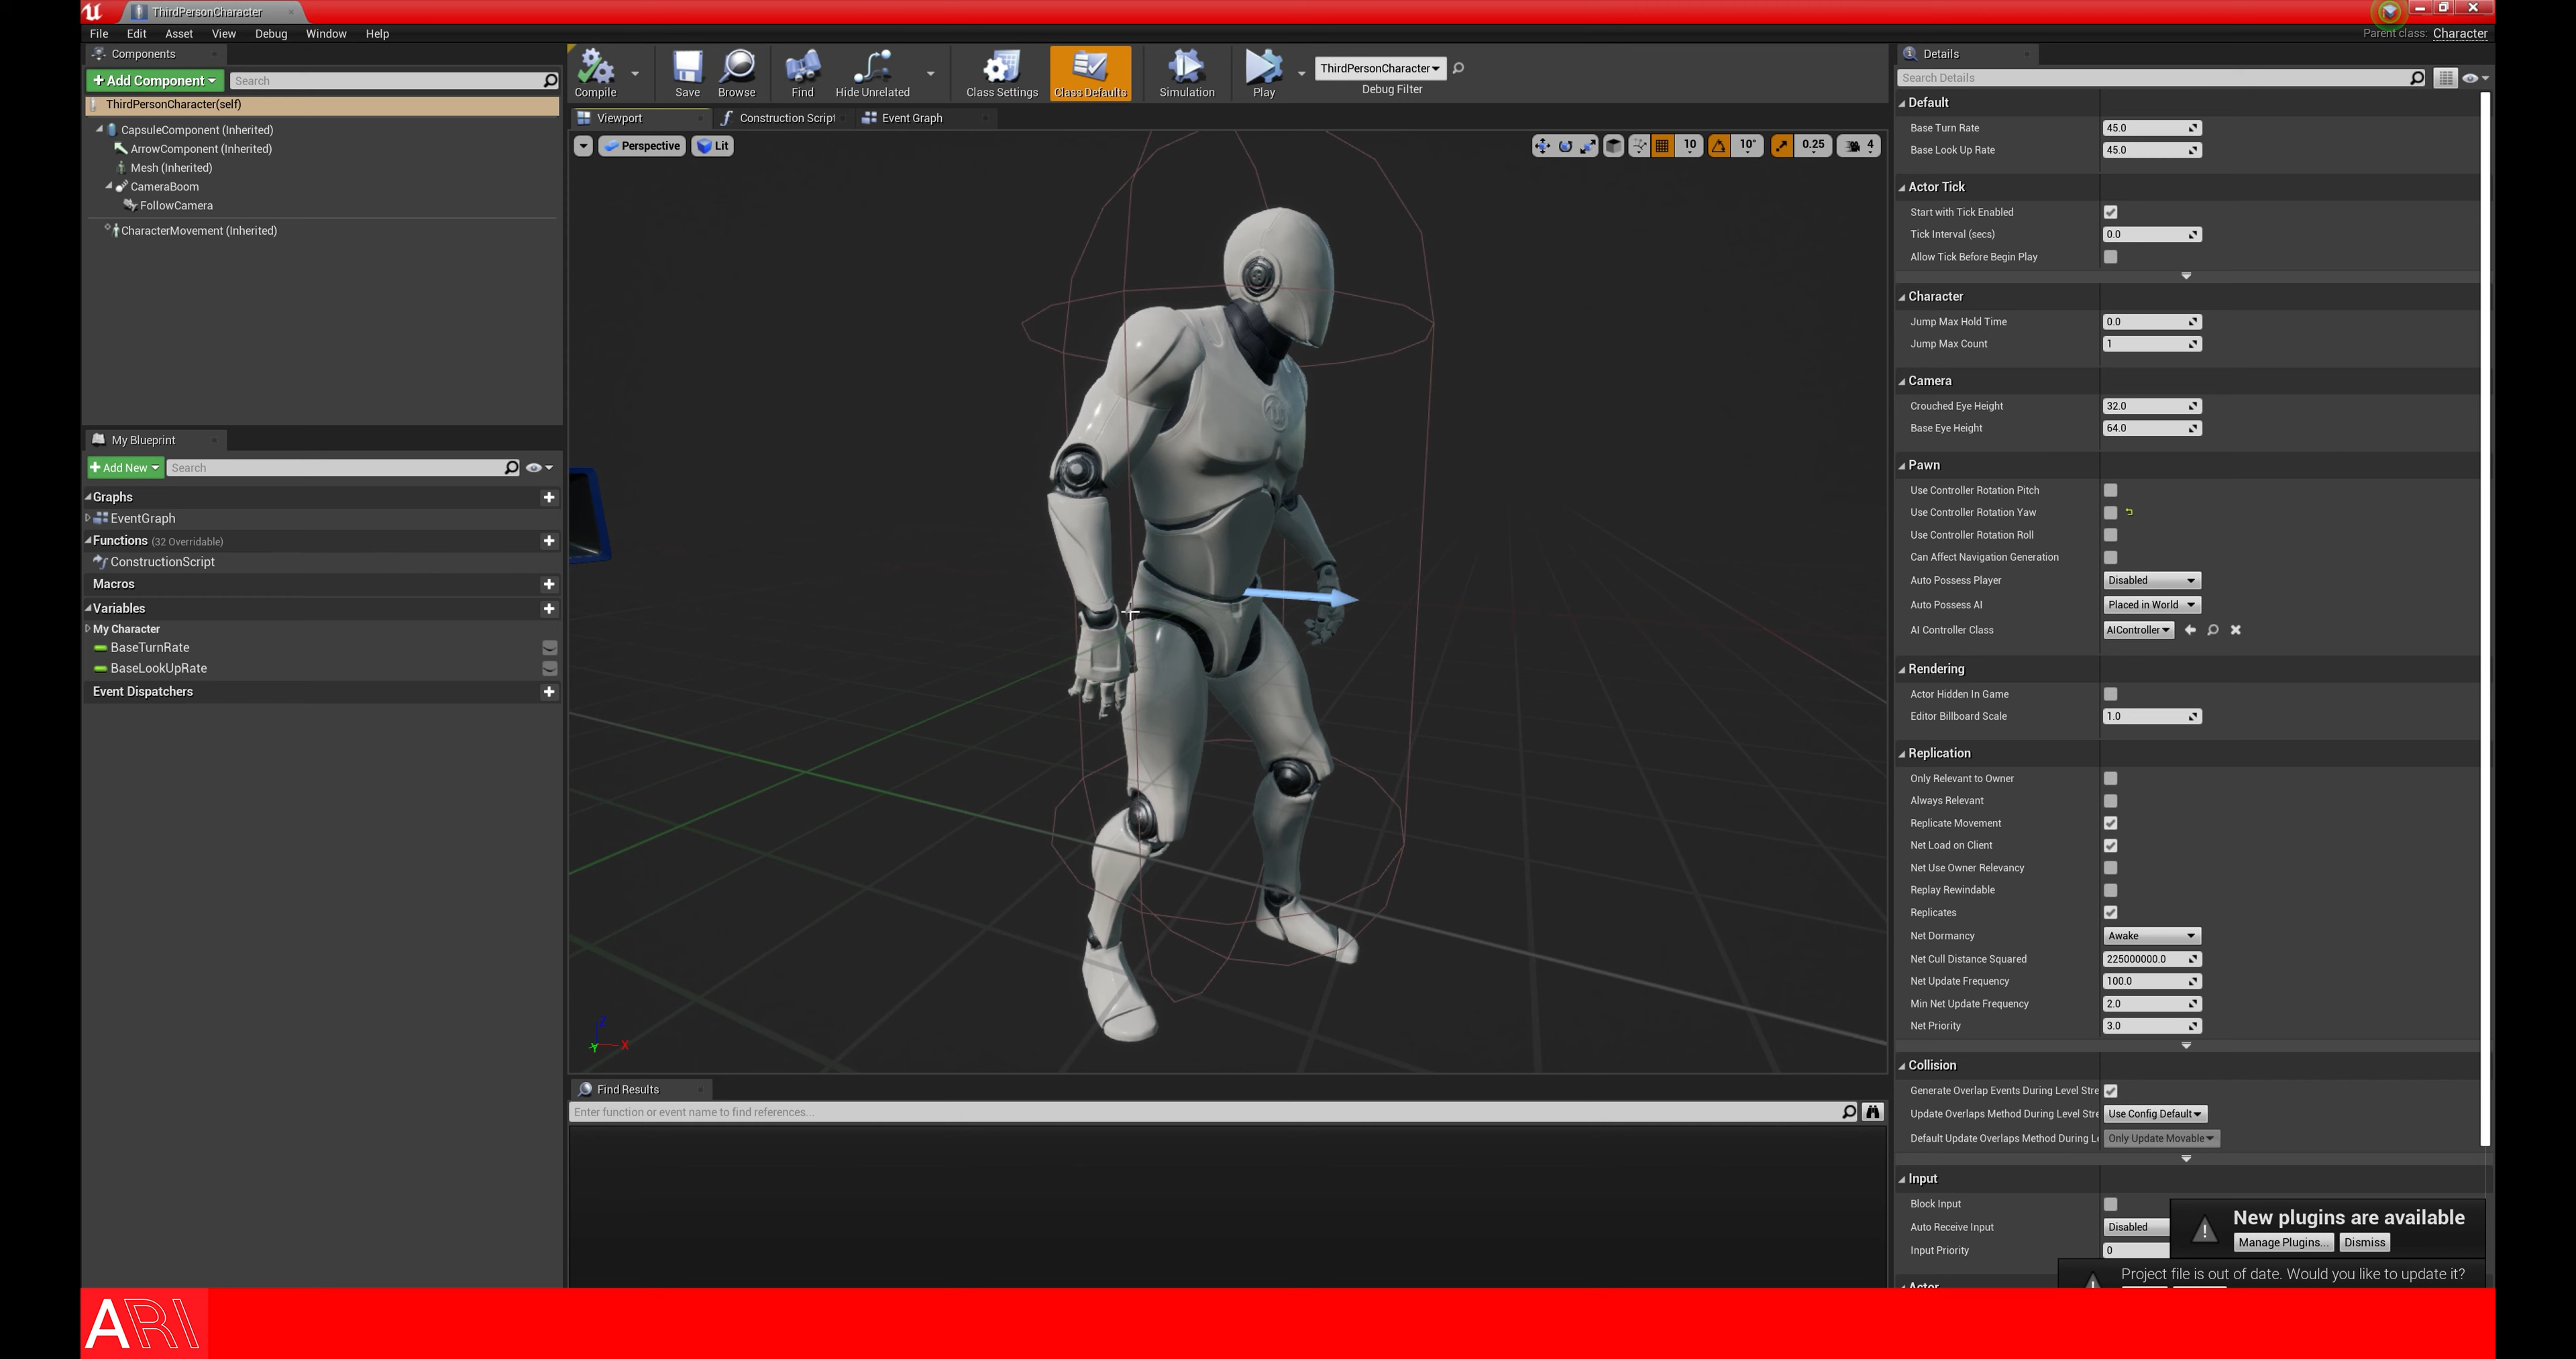 ThirdPersonCharacter
File Edit Asset View Debug Window Help
Parent class: Character
Components
Add Component
Search
ThirdPersonCharacter(self)
CapsuleComponent (Inherited)
ArrowComponent (Inherited)
Mesh (Inherited)
CameraBoom
FollowCamera
CharacterMovement (Inherited)
My Blueprint
Add New
Search
Graphs
EventGraph
Functions (32 Overridable)
ConstructionScript
Macros
Variables
My Character
BaseTurnRate
BaseLookUpRate
Event Dispatchers
Compile Save Browse Find Hide Unrelated Class Settings Class Defaults Simulation Play
ThirdPersonCharacter
Debug Filter
Viewport Construction Script Event Graph
Perspective Lit 10 10° 0.25 4
Z
Y X
Find Results
Enter function or event name to find references...
Details
Search Details
Default
Base Turn Rate 45.0
Base Look Up Rate 45.0
Actor Tick
Start with Tick Enabled
Tick Interval (secs) 0.0
Allow Tick Before Begin Play
Character
Jump Max Hold Time 0.0
Jump Max Count 1
Camera
Crouched Eye Height 32.0
Base Eye Height 64.0
Pawn
Use Controller Rotation Pitch
Use Controller Rotation Yaw
Use Controller Rotation Roll
Can Affect Navigation Generation
Auto Possess Player Disabled
Auto Possess AI Placed in World
AI Controller Class AIController
Rendering
Actor Hidden In Game
Editor Billboard Scale 1.0
Replication
Only Relevant to Owner
Always Relevant
Replicate Movement
Net Load on Client
Net Use Owner Relevancy
Replay Rewindable
Replicates
Net Dormancy Awake
Net Cull Distance Squared 225000000.0
Net Update Frequency 100.0
Min Net Update Frequency 2.0
Net Priority 3.0
Collision
Generate Overlap Events During Level Stre
Update Overlaps Method During Level Stre Use Config Default
Default Update Overlaps Method During Le Only Update Movable
Input
Block Input
Auto Receive Input Disabled
Input Priority 0
Actor
New plugins are available
Manage Plugins... Dismiss
Project file is out of date. Would you like to update it?
ARI